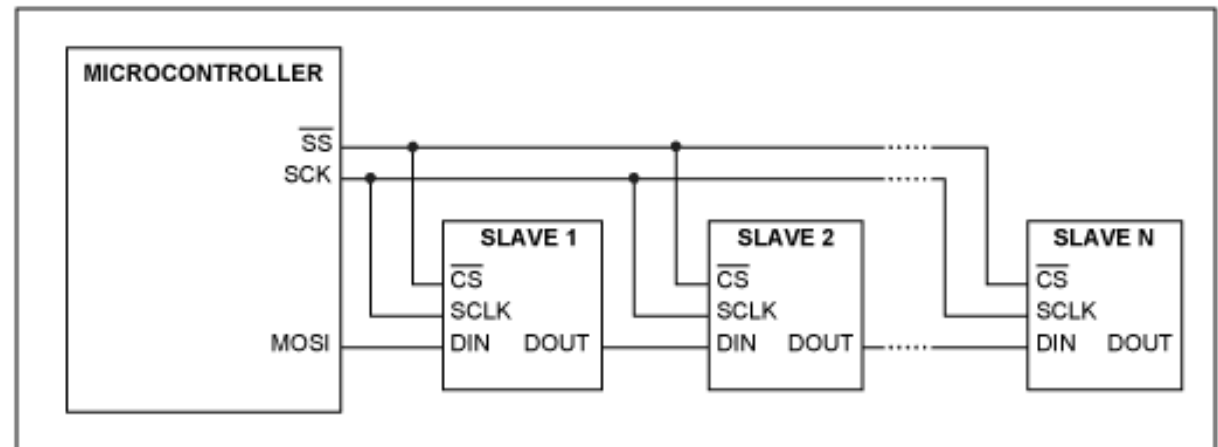 MICROCONTROLLER
SS
SCK
MOSI
SLAVE 1
CS
SCLK
DIN DOUT
SLAVE 2
CS
SCLK
DIN DOUT
SLAVE N
CS
SCLK
DIN DOUT